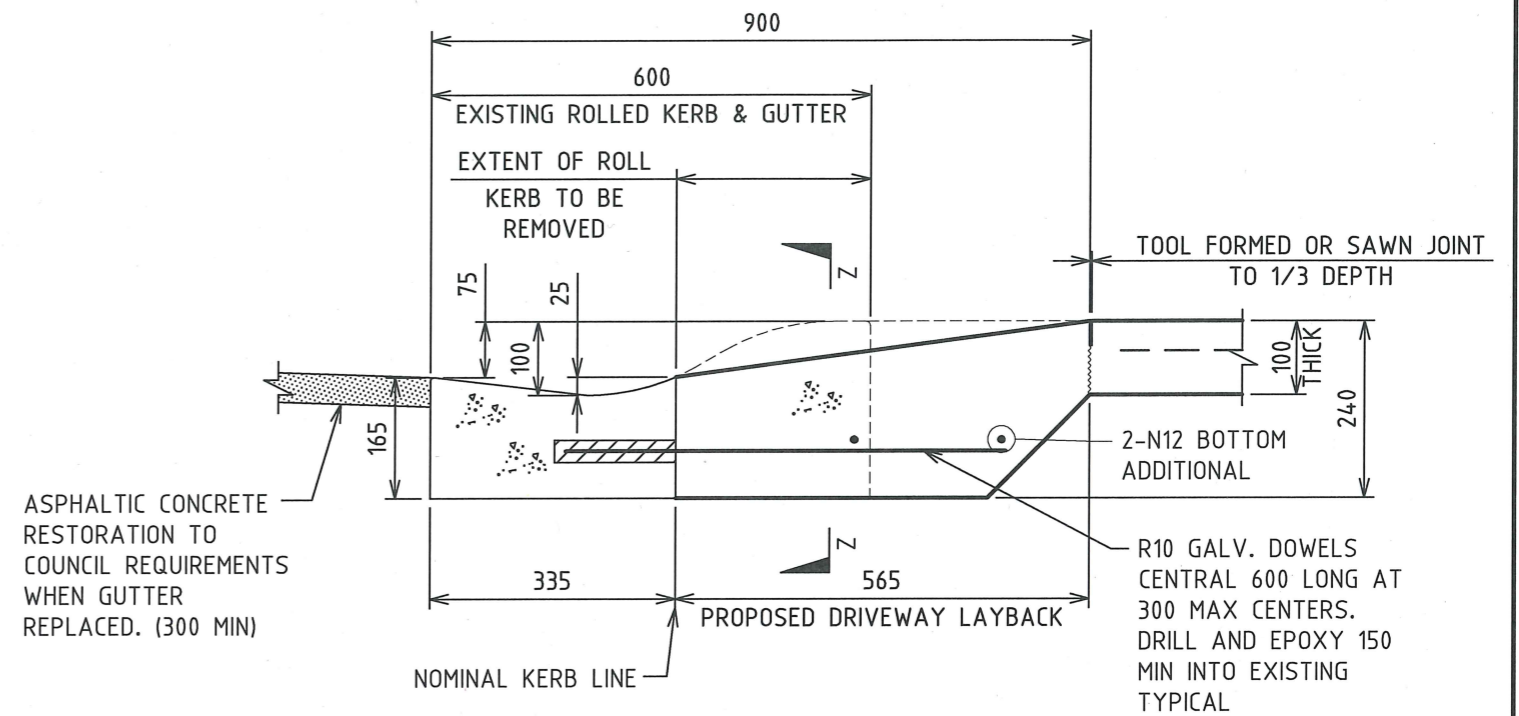 900
600
EXISTING ROLLED KERB & GUTTER
EXTENT OF ROLL
KERB TO BE
REMOVED
TOOL FORMED OR SAWN JOINT
TO 1/3 DEPTH
75
25
100
Z
100
THICK
240
165
2-N12 BOTTOM
ADDITIONAL
ASPHALTIC CONCRETE
RESTORATION TO
COUNCIL REQUIREMENTS
WHEN GUTTER
REPLACED. (300 MIN)
Z
335
565
PROPOSED DRIVEWAY LAYBACK
NOMINAL KERB LINE
R10 GALV. DOWELS
CENTRAL 600 LONG AT
300 MAX CENTERS.
DRILL AND EPOXY 150
MIN INTO EXISTING
TYPICAL